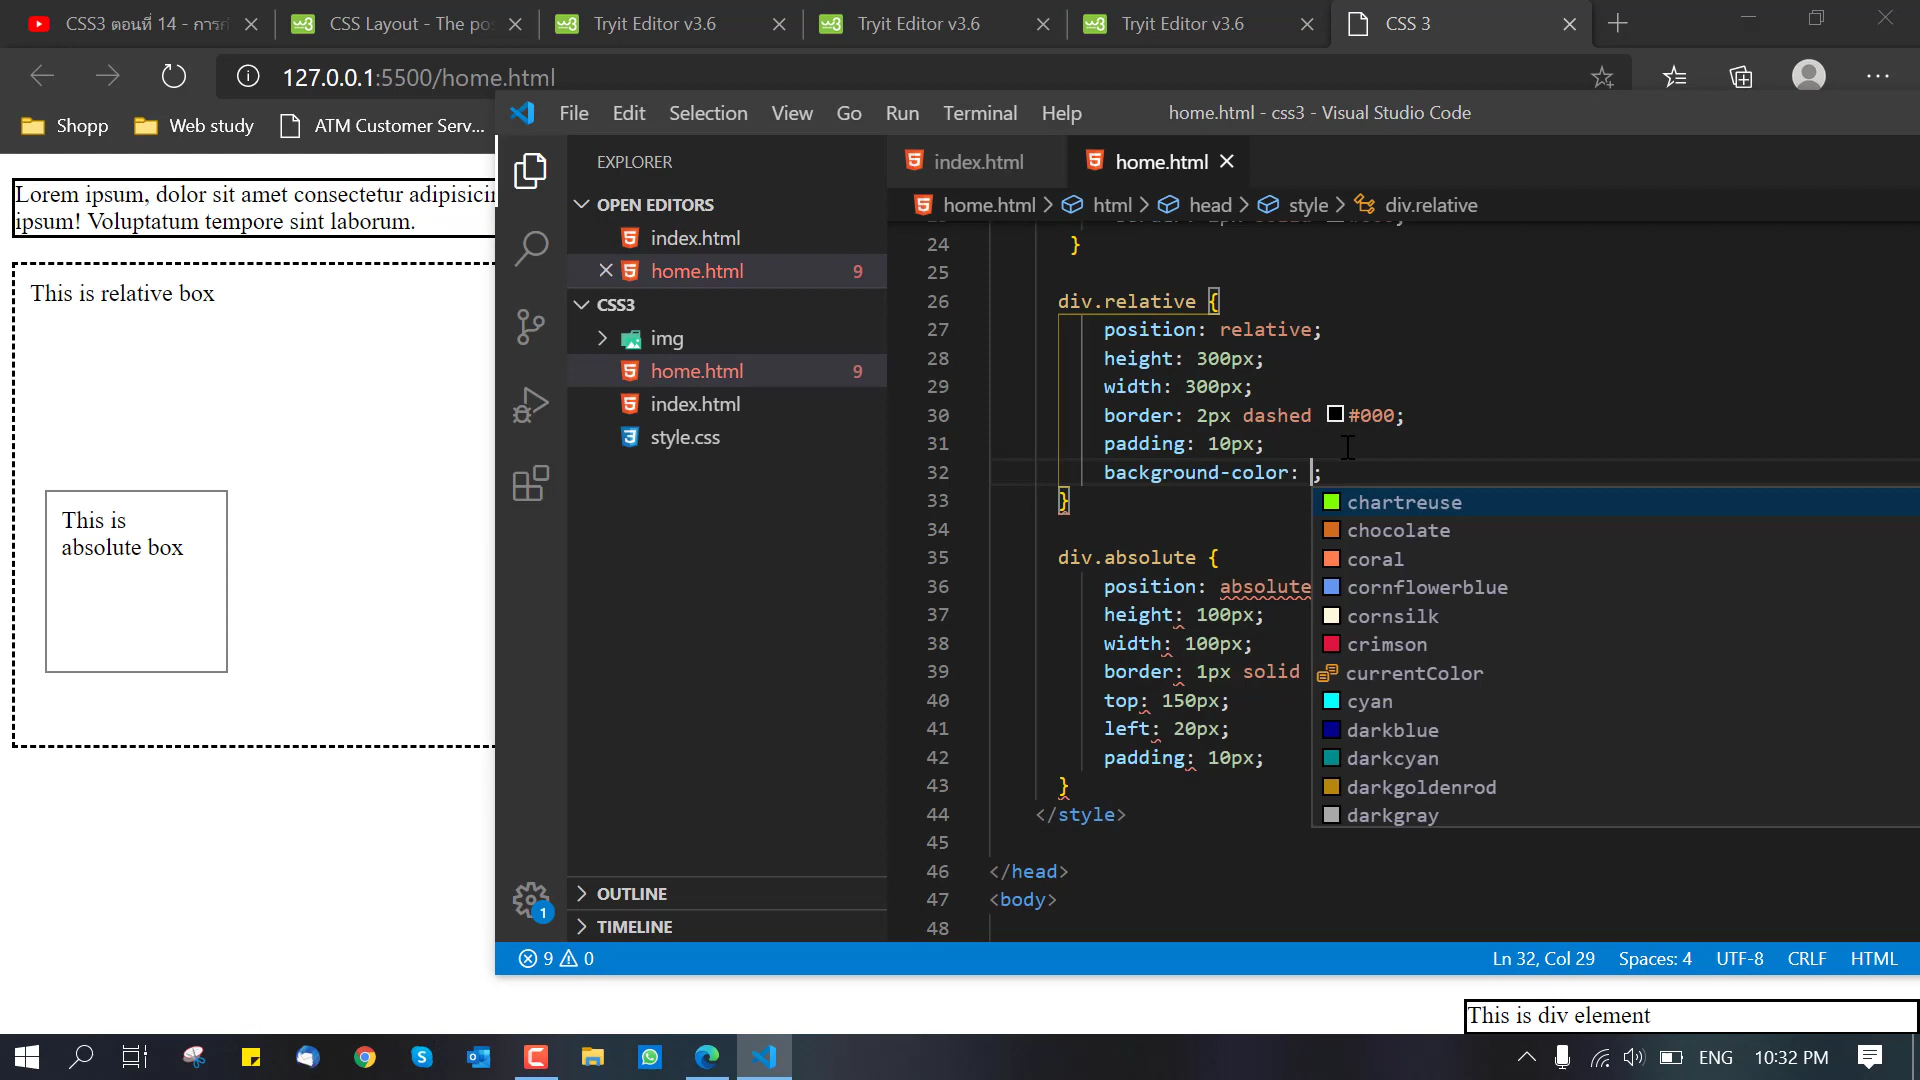 CSS3 ตอนที่ 14 - การก
CSS Layout - The pos
Tryit Editor v3.6
Tryit Editor v3.6
Tryit Editor v3.6
CSS 3
127.0.0.1:5500/home.html
Shopp
Web study
ATM Customer Serv...
Lorem ipsum, dolor sit amet consectetur adipisicin
ipsum! Voluptatum tempore sint laborum.
This is relative box
This is
absolute box
File Edit Selection View Go Run Terminal Help
home.html - css3 - Visual Studio Code
EXPLORER
OPEN EDITORS
index.html
home.html 9
CSS3
img
home.html 9
index.html
style.css
OUTLINE
TIMELINE
1
index.html
home.html
home.html > html > head > style > div.relative
24 }
25
26 div.relative {
27 position: relative;
28 height: 300px;
29 width: 300px;
30 border: 2px dashed #000;
31 padding: 10px;
32 background-color: ;
33 }
34
35 div.absolute {
36 position: absolute
37 height: 100px;
38 width: 100px;
39 border: 1px solid
40 top: 150px;
41 left: 20px;
42 padding: 10px;
43 }
44 </style>
45
46 </head>
47 <body>
48
chartreuse
chocolate
coral
cornflowerblue
cornsilk
crimson
currentColor
cyan
darkblue
darkcyan
darkgoldenrod
darkgray
9 0
Ln 32, Col 29 Spaces: 4 UTF-8 CRLF HTML
This is div element
ENG 10:32 PM